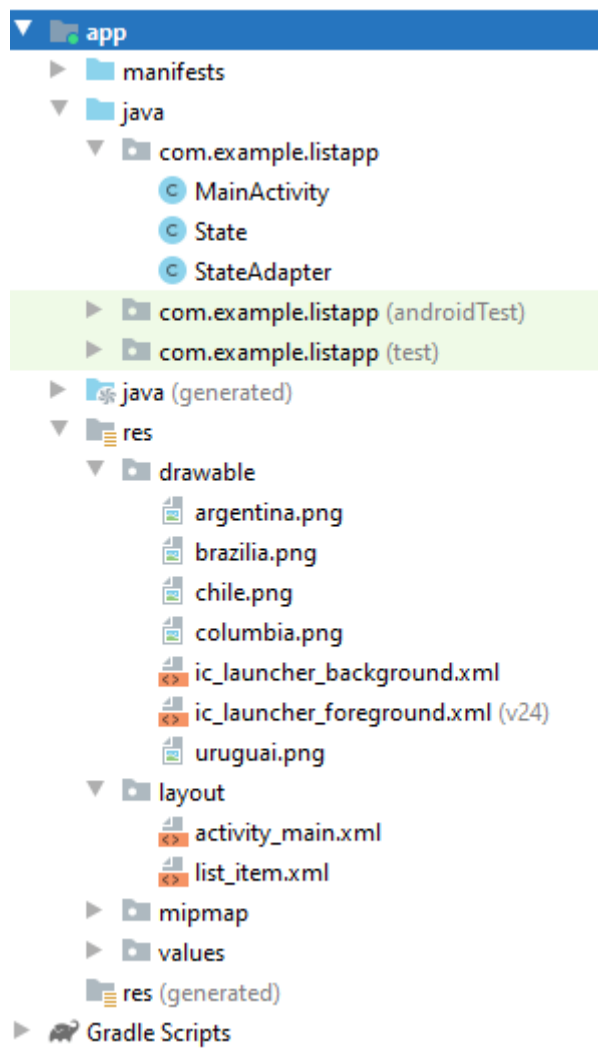 app
manifests
java
com.example.listapp
C MainActivity
C State
C StateAdapter
com.example.listapp (androidTest)
com.example.listapp (test)
java (generated)
res
drawable
argentina.png
brazilia.png
chile.png
columbia.png
ic_launcher_background.xml
ic_launcher_foreground.xml (v24)
uruguai.png
layout
activity_main.xml
list_item.xml
mipmap
values
res (generated)
Gradle Scripts